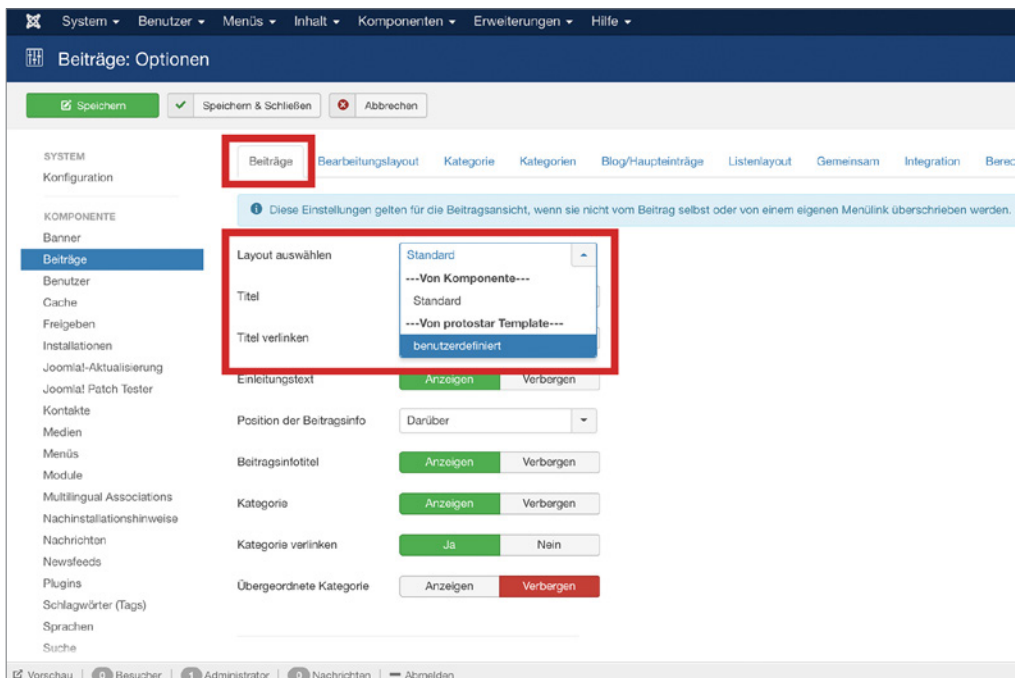 System Benutzer Menüs Inhalt Komponenten Erweiterungen Hilfe
Beiträge: Optionen
Speichern Speichern & Schließen Abbrechen
SYSTEM
Konfiguration
KOMPONENTE
Banner
Beiträge
Benutzer
Cache
Freigeben
Installationen
Joomla!-Aktualisierung
Joomla! Patch Tester
Kontakte
Medien
Menüs
Module
Multilingual Associations
Nachinstallationshinweise
Nachrichten
Newsfeeds
Plugins
Schlagwörter (Tags)
Sprachen
Suche
Beiträge Bearbeitungslayout Kategorie Kategorien Blog/Haupteinträge Listenlayout Gemeinsam Integration
Diese Einstellungen gelten für die Beitragsansicht, wenn sie nicht vom Beitrag selbst oder von einem eigenen Menülink überschrieben werden.
Layout auswählen Standard
---Von Komponente---
Standard
---Von protostar Template---
benutzerdefiniert
Titel
Titel verlinken
Einleitungstext Anzeigen Verbergen
Position der Beitragsinfo Darüber
Beitragsinfotitel Anzeigen Verbergen
Kategorie Anzeigen Verbergen
Kategorie verlinken Ja Nein
Übergeordnete Kategorie Anzeigen Verbergen
Vorschau 0 Besucher 1 Administrator 0 Nachrichten Abmelden